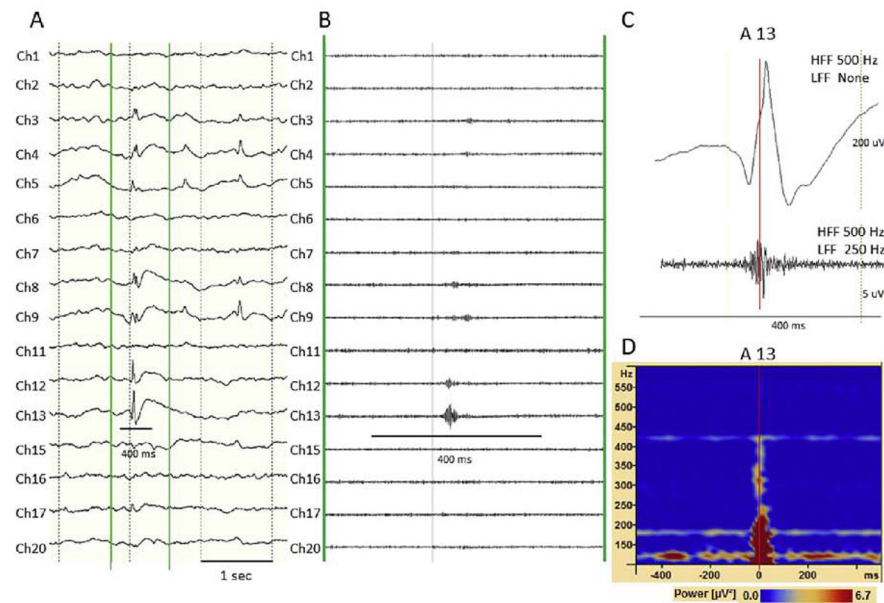 A
Ch1
Ch2
Ch3
Ch4
Ch5
Ch6
Ch7
Ch8
Ch9
Ch11
Ch12
Ch13
400 ms
Ch15
Ch16
Ch17
Ch20
1 sec
B
Ch1
Ch2
Ch3
Ch4
Ch5
Ch6
Ch7
Ch8
Ch9
Ch11
Ch12
Ch13
400 ms
Ch15
Ch16
Ch17
Ch20
C
A 13
HFF 500 Hz
LFF None
200 uV
HFF 500 Hz
LFF 250 Hz
5 uV
400 ms
D
A 13
Hz
550
500
450
400
350
300
250
200
150
100
-400 -200 0 200 ms
Power [µV²] 0.0 6.7